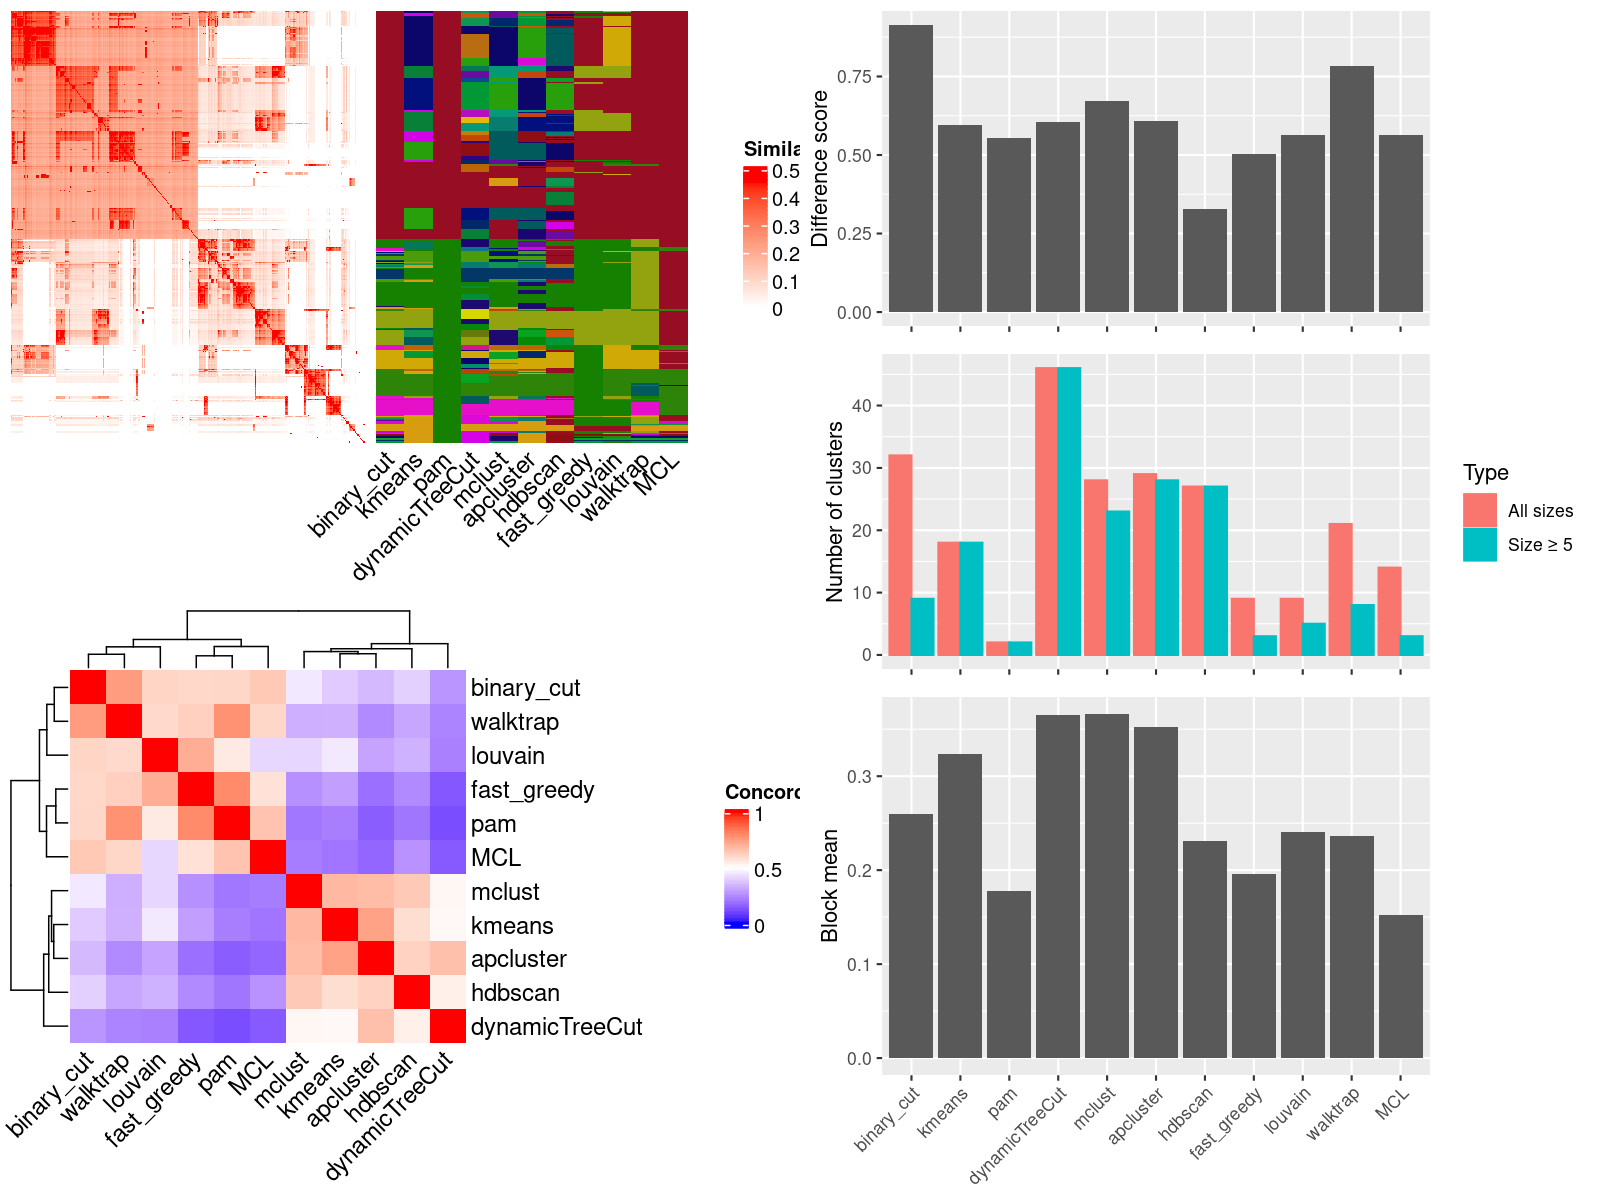 Simila
0.5
0.4
0.3
0.2
0.1
0
binary_cut
kmeans
pam
dynamicTreeCut
mclust
apcluster
hdbscan
fast_greedy
louvain
walktrap
MCL
binary_cut
walktrap
louvain
fast_greedy
pam
MCL
mclust
kmeans
apcluster
hdbscan
dynamicTreeCut
binary_cut
walktrap
louvain
fast_greedy
pam
MCL
mclust
kmeans
apcluster
hdbscan
dynamicTreeCut
Concord
1
0.5
0
Difference score
0.75
0.50
0.25
0.00
Number of clusters
40
30
20
10
0
Type
All sizes
Size ≥ 5
Block mean
0.3
0.2
0.1
0.0
binary_cut
kmeans
pam
dynamicTreeCut
mclust
apcluster
hdbscan
fast_greedy
louvain
walktrap
MCL